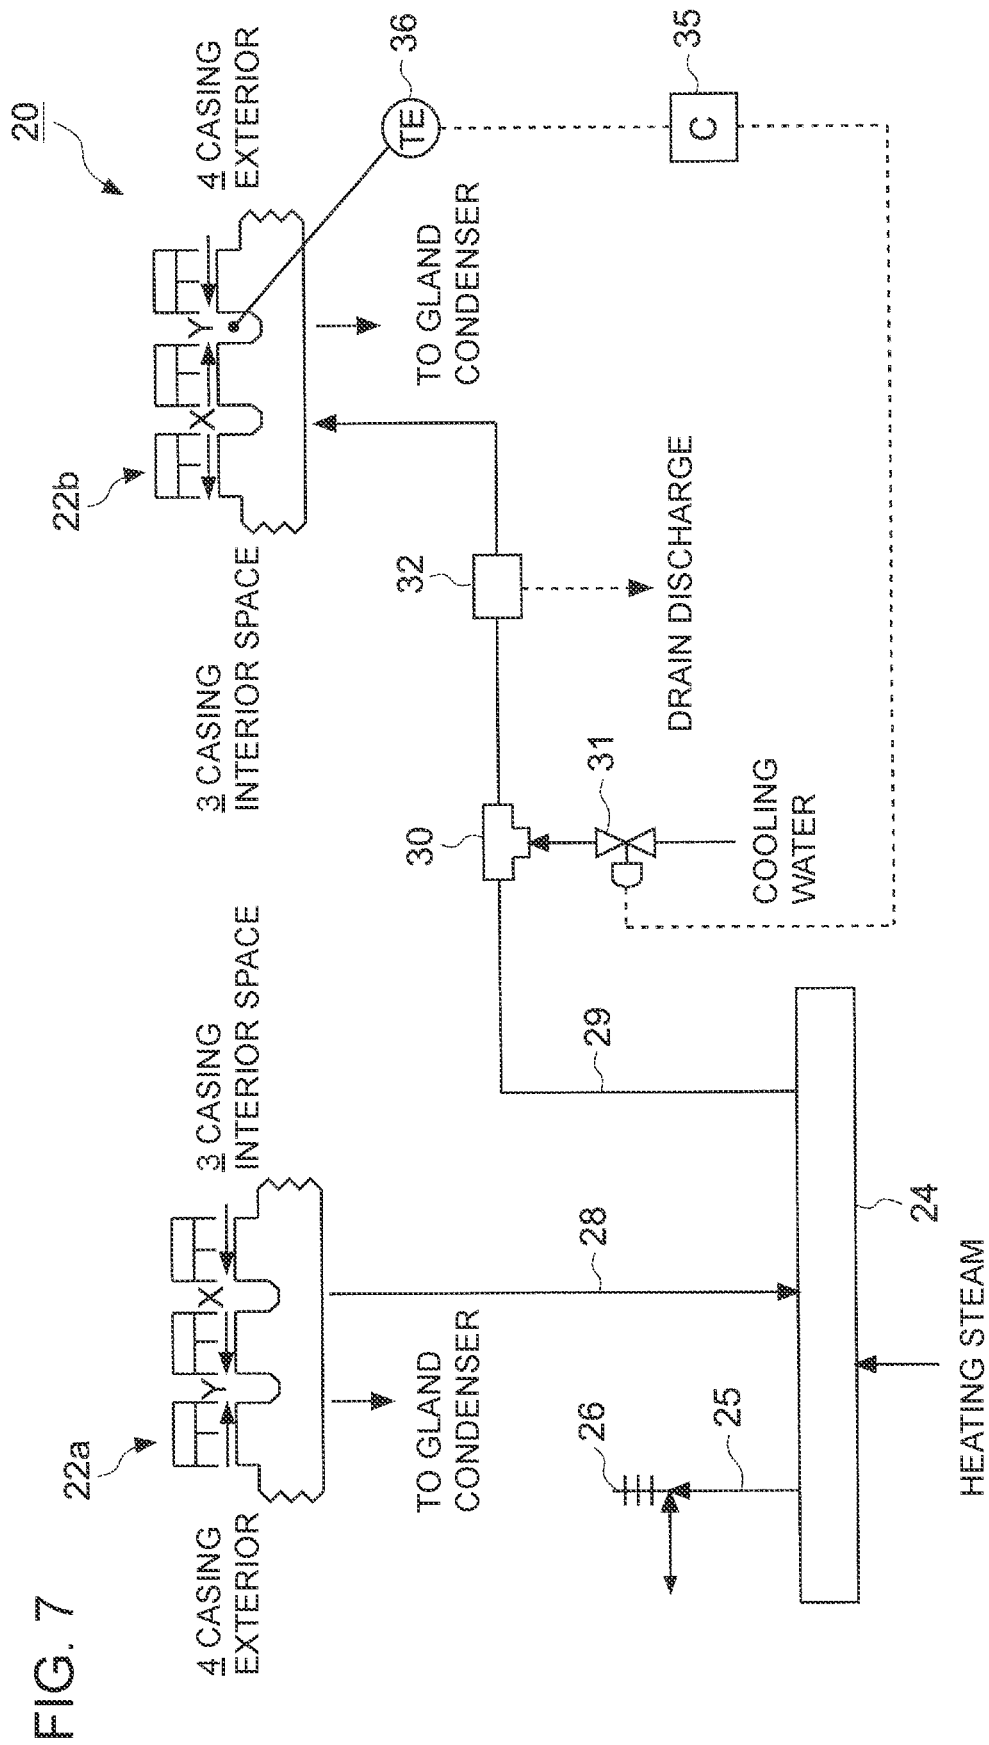 FIG. 7
20
22a
22b
4 CASING
EXTERIOR
Y
X
3 CASING
INTERIOR SPACE
3 CASING
INTERIOR SPACE
X
Y
4 CASING
EXTERIOR
TO GLAND
CONDENSER
TO GLAND
CONDENSER
36
TE
26
25
28
29
30
31
32
DRAIN DISCHARGE
35
C
COOLING
WATER
24
HEATING STEAM